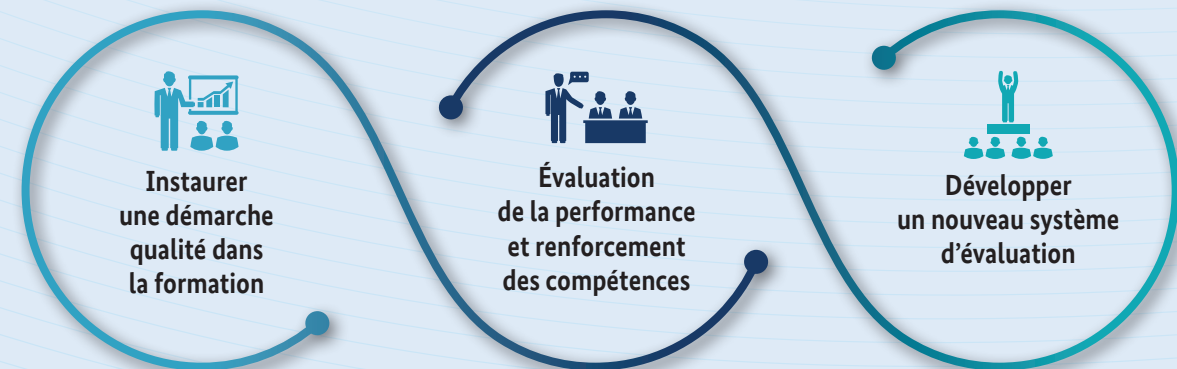 Instaurer
une démarche
qualité dans
la formation
Évaluation
de la performance
et renforcement
des compétences
Développer
un nouveau système
d'évaluation